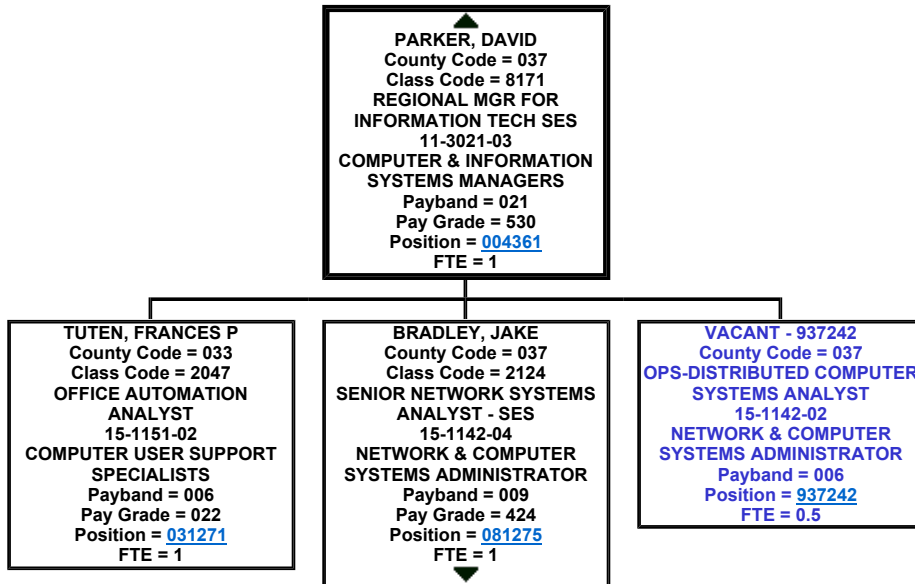 PARKER, DAVID
County Code = 037
Class Code = 8171
REGIONAL MGR FOR
INFORMATION TECH SES
11-3021-03
COMPUTER & INFORMATION
SYSTEMS MANAGERS
Payband = 021
Pay Grade = 530
Position = 004361
FTE = 1
TUTEN, FRANCES P
County Code = 033
Class Code = 2047
OFFICE AUTOMATION
ANALYST
15-1151-02
COMPUTER USER SUPPORT
SPECIALISTS
Payband = 006
Pay Grade = 022
Position = 031271
FTE = 1
BRADLEY, JAKE
County Code = 037
Class Code = 2124
SENIOR NETWORK SYSTEMS
ANALYST - SES
15-1142-04
NETWORK & COMPUTER
SYSTEMS ADMINISTRATOR
Payband = 009
Pay Grade = 424
Position = 081275
FTE = 1
VACANT - 937242
County Code = 037
OPS-DISTRIBUTED COMPUTER
SYSTEMS ANALYST
15-1142-02
NETWORK & COMPUTER
SYSTEMS ADMINISTRATOR
Payband = 006
Position = 937242
FTE = 0.5